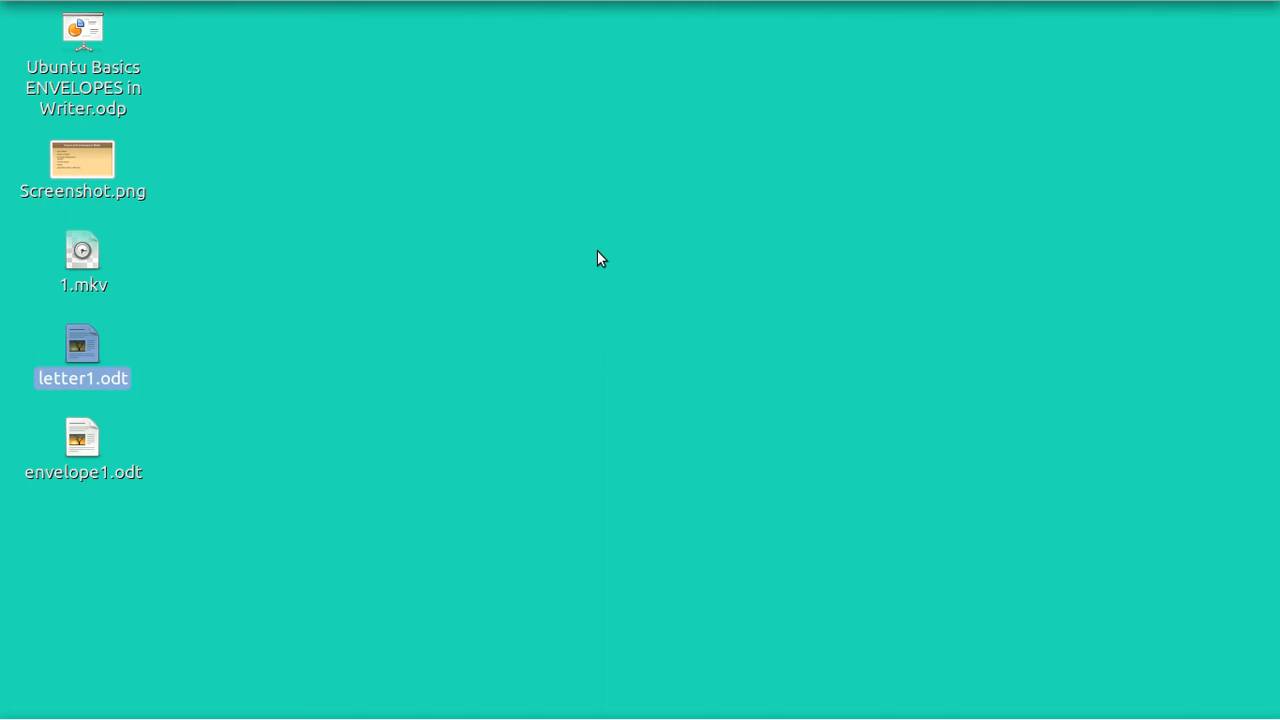 Ubuntu Basics
ENVELOPES in
Writer.odp
Screenshot.png
1.mkv
letter1.odt
envelope1.odt